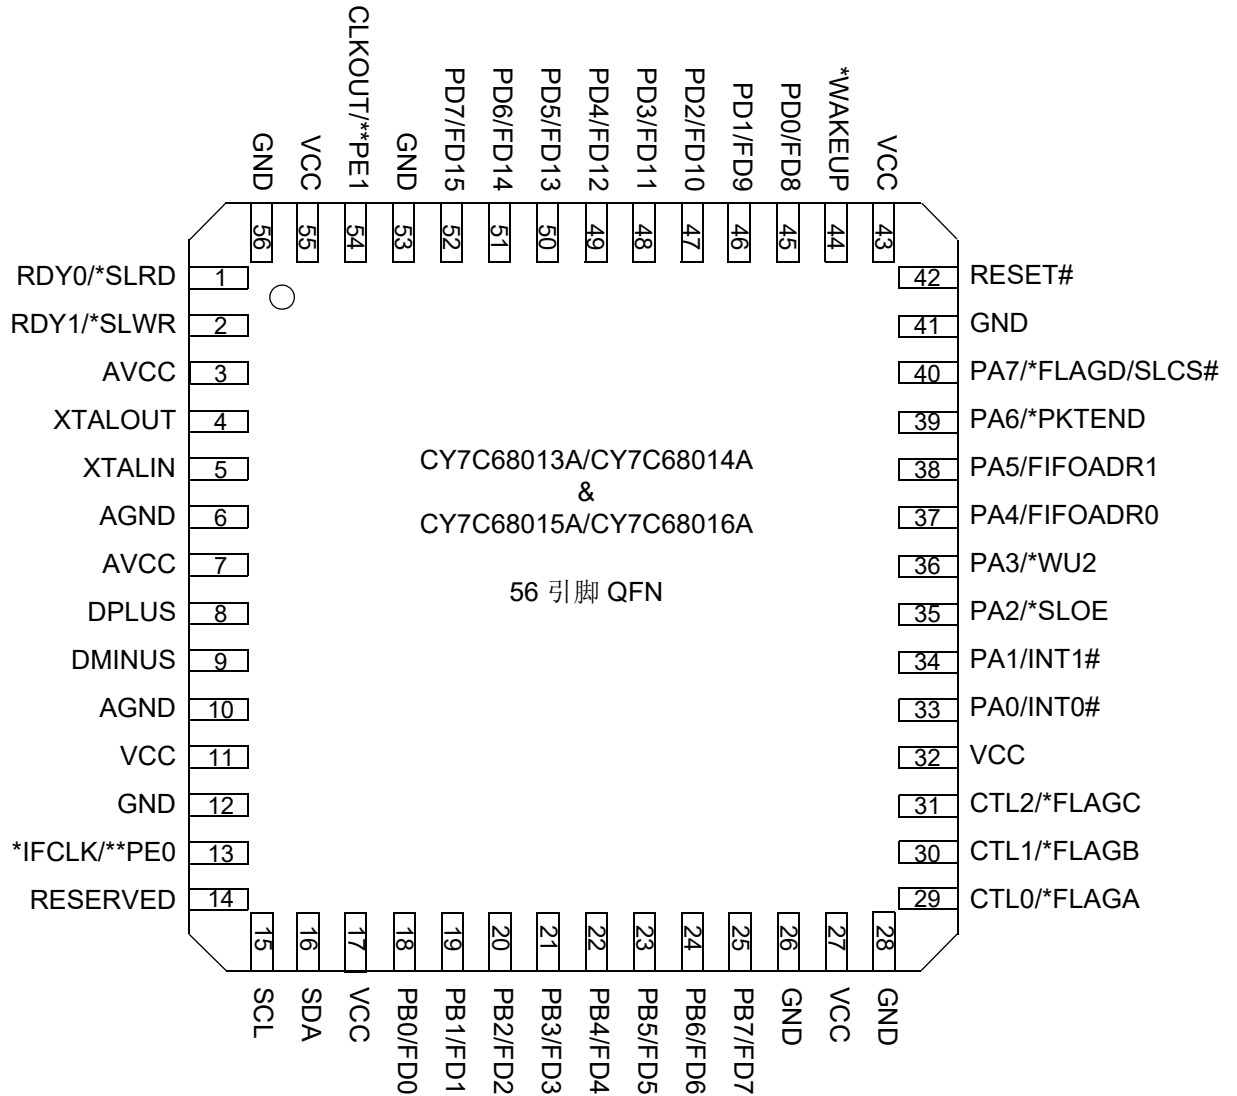 GND
VCC
CLKOUT/**PE1
GND
PD7/FD15
PD6/FD14
PD5/FD13
PD4/FD12
PD3/FD11
PD2/FD10
PD1/FD9
PD0/FD8
*WAKEUP
VCC
56
55
54
53
52
51
50
49
48
47
46
45
44
43
RDY0/*SLRD 1
RDY1/*SLWR 2
AVCC 3
XTALOUT 4
XTALIN 5
AGND 6
AVCC 7
DPLUS 8
DMINUS 9
AGND 10
VCC 11
GND 12
*IFCLK/**PE0 13
RESERVED 14
CY7C68013A/CY7C68014A
&
CY7C68015A/CY7C68016A
56 引脚 QFN
42 RESET#
41 GND
40 PA7/*FLAGD/SLCS#
39 PA6/*PKTEND
38 PA5/FIFOADR1
37 PA4/FIFOADR0
36 PA3/*WU2
35 PA2/*SLOE
34 PA1/INT1#
33 PA0/INT0#
32 VCC
31 CTL2/*FLAGC
30 CTL1/*FLAGB
29 CTL0/*FLAGA
15
16
17
18
19
20
21
22
23
24
25
26
27
28
SCL
SDA
VCC
PB0/FD0
PB1/FD1
PB2/FD2
PB3/FD3
PB4/FD4
PB5/FD5
PB6/FD6
PB7/FD7
GND
VCC
GND